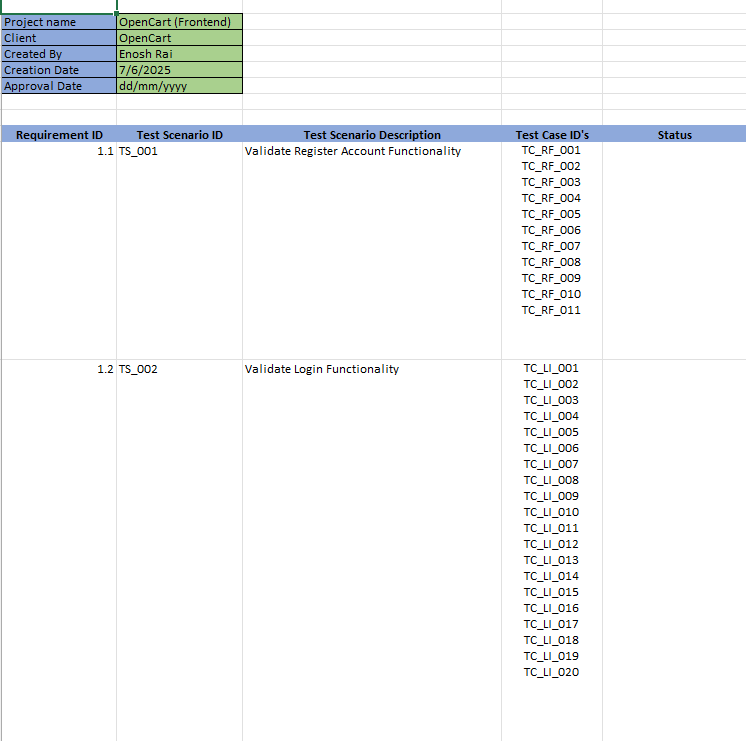 Project name OpenCart (Frontend)
Client OpenCart
Created By Enosh Rai
Creation Date 7/6/2025
Approval Date dd/mm/yyyy
Requirement ID Test Scenario ID Test Scenario Description Test Case ID's Status
1.1 TS_001 Validate Register Account Functionality TC_RF_001
TC_RF_002
TC_RF_003
TC_RF_004
TC_RF_005
TC_RF_006
TC_RF_007
TC_RF_008
TC_RF_009
TC_RF_010
TC_RF_011
1.2 TS_002 Validate Login Functionality TC_LI_001
TC_LI_002
TC_LI_003
TC_LI_004
TC_LI_005
TC_LI_006
TC_LI_007
TC_LI_008
TC_LI_009
TC_LI_010
TC_LI_011
TC_LI_012
TC_LI_013
TC_LI_014
TC_LI_015
TC_LI_016
TC_LI_017
TC_LI_018
TC_LI_019
TC_LI_020